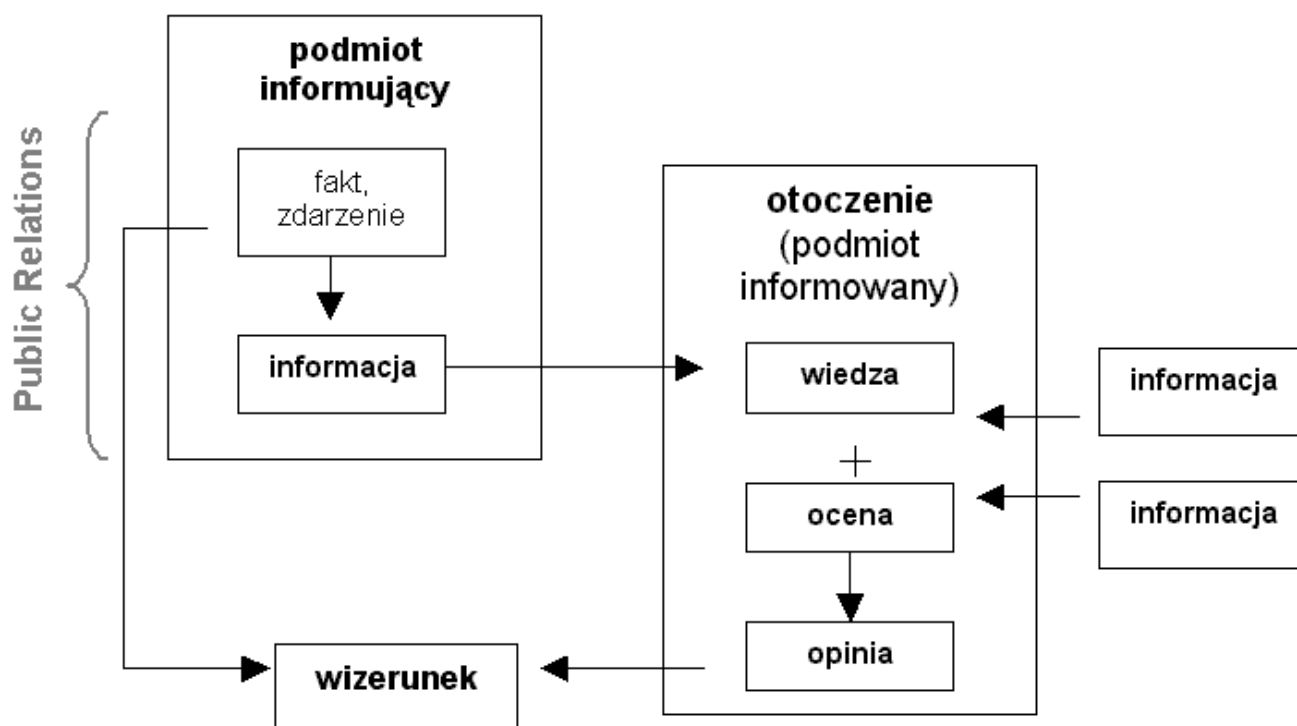 Public Relations
podmiot
informujący
fakt,
zdarzenie
informacja
otoczenie
(podmiot
informowany)
wiedza
+
ocena
opinia
informacja
informacja
wizerunek